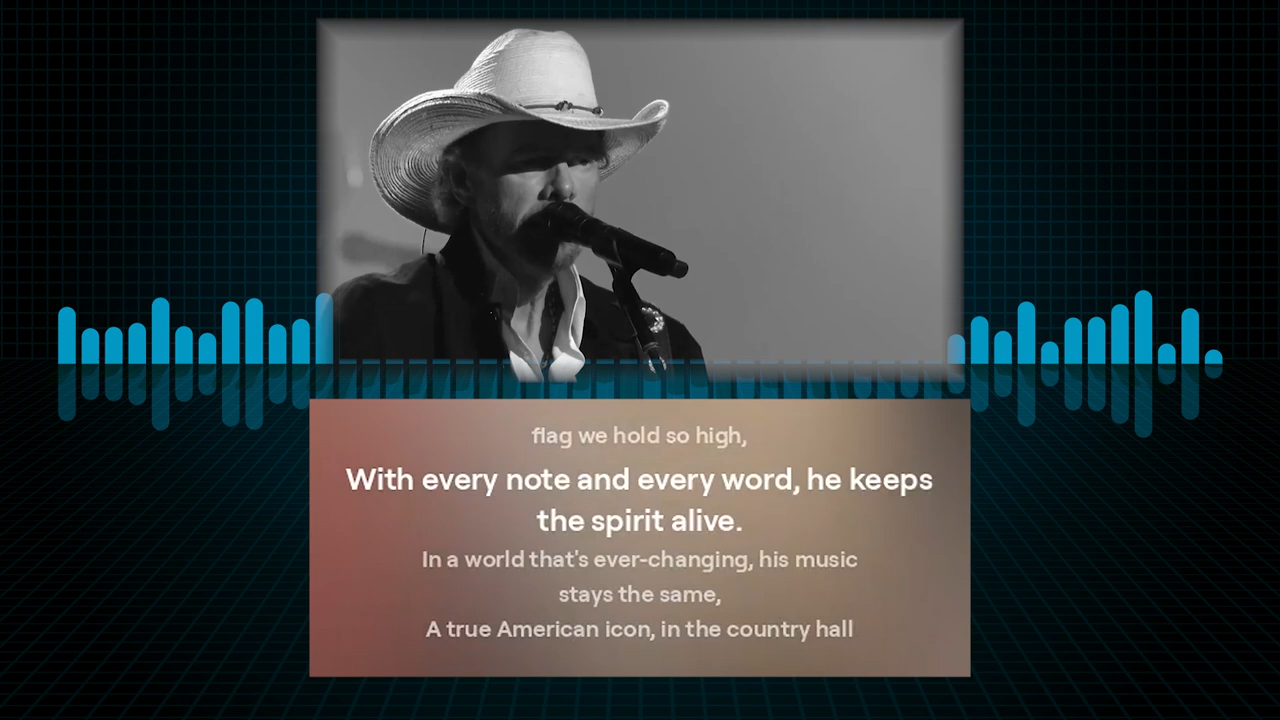 flag we hold so high,
With every note and every word, he keeps
the spirit alive.
In a world that's ever-changing, his music
stays the same,
A true American icon, in the country hall